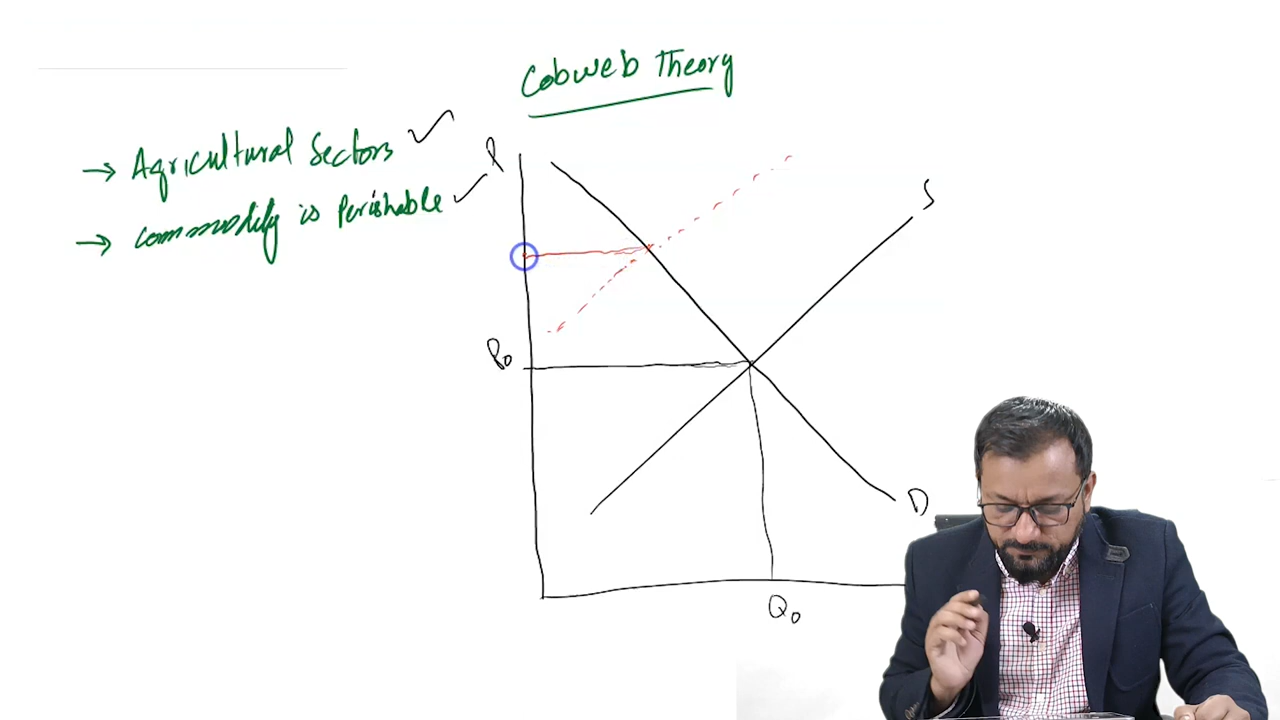 Cobweb Theory
→ Agricultural Sectors ✓
→ Commodity is Perishable ✓
P
S
P₀
D
Q₀